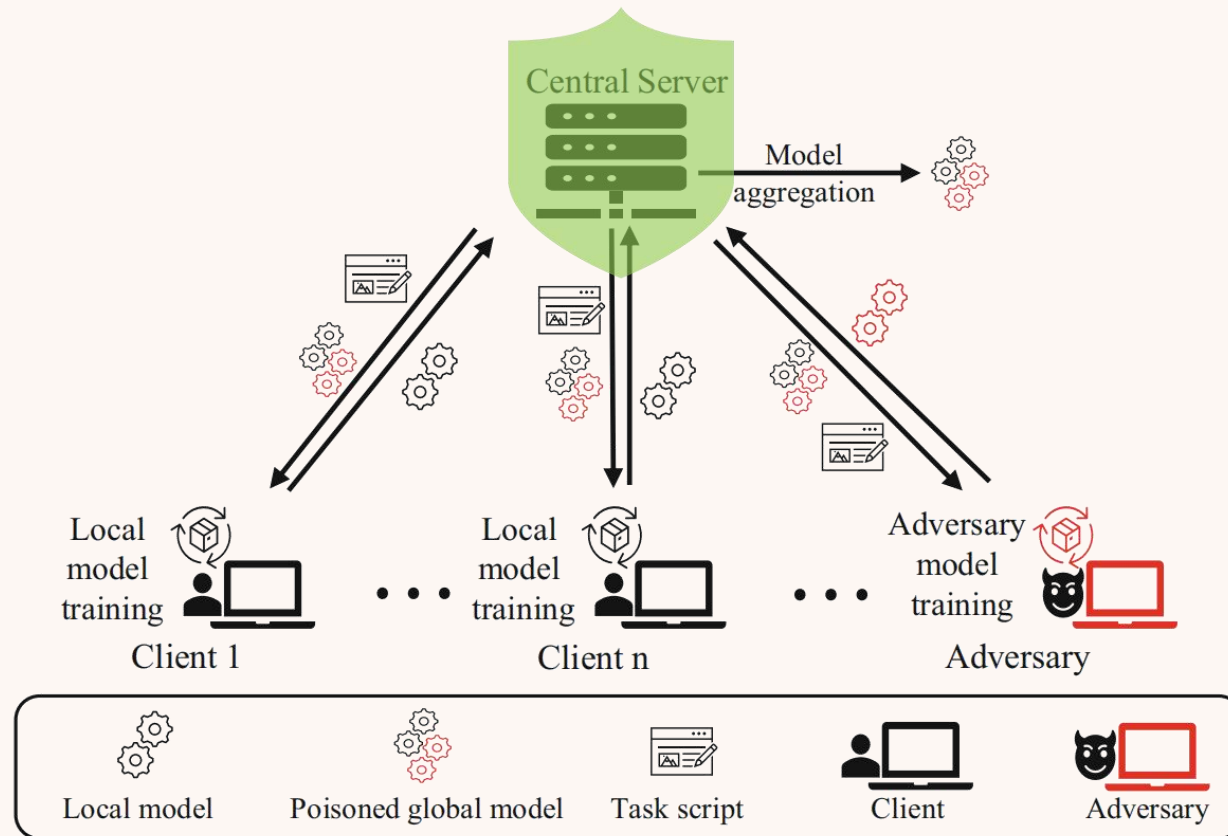 Central Server
Model
aggregation
Local
model
training
Client 1
Local
model
training
Client n
Adversary
model
training
Adversary
Local model
Poisoned global model
Task script
Client
Adversary